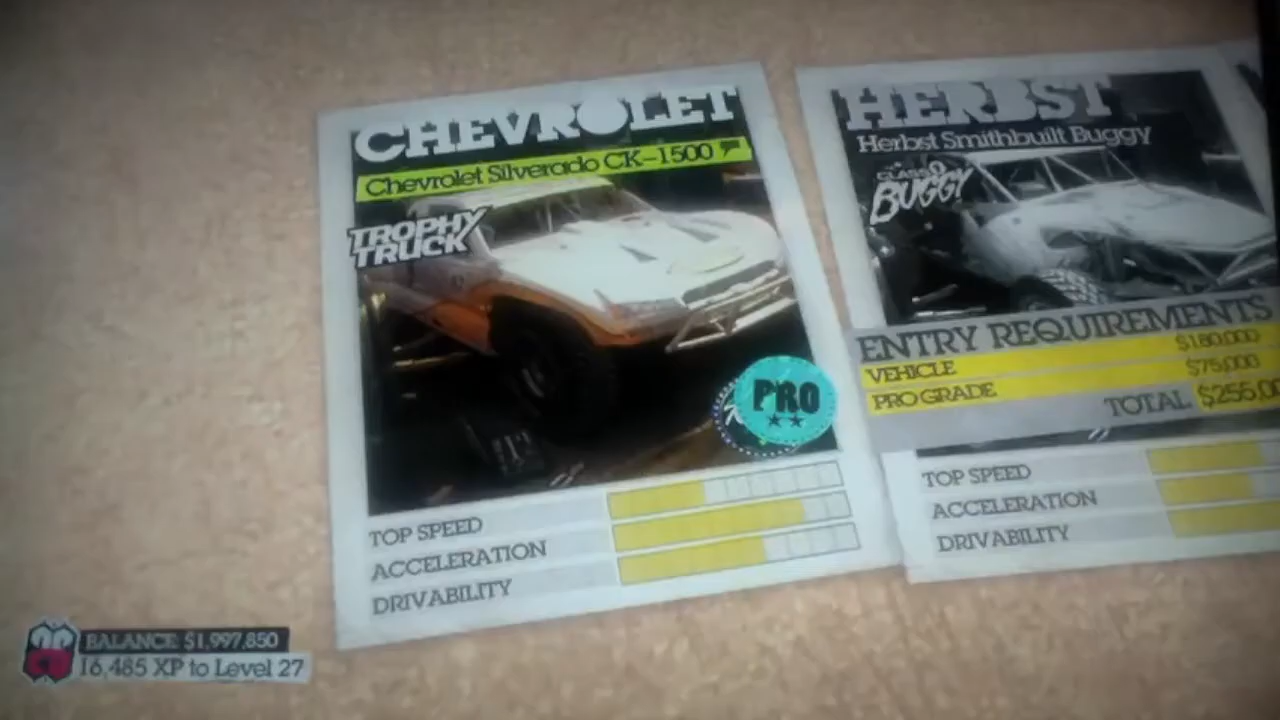 CHEVROLET
Chevrolet Silverado CK-1500
TROPHY
TRUCK
PRO
TOP SPEED
ACCELERATION
DRIVABILITY
HERBST
Herbst Smithbuilt Buggy
CLASS 1
BUGGY
ENTRY REQUIREMENTS
VEHICLE $180,000
PRO GRADE $75,000
TOTAL
TOP SPEED
ACCELERATION
DRIVABILITY
BALANCE: $1,997,850
16,485 XP to Level 27